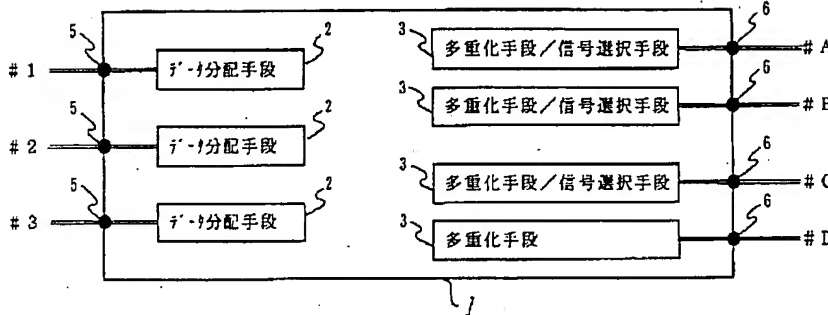 5
2
3
6
#1
データ分配手段
多重化手段／信号選択手段
#A
5
2
3
6
#2
データ分配手段
多重化手段／信号選択手段
#B
5
2
3
6
#3
データ分配手段
多重化手段／信号選択手段
#C
3
6
多重化手段
#D
1